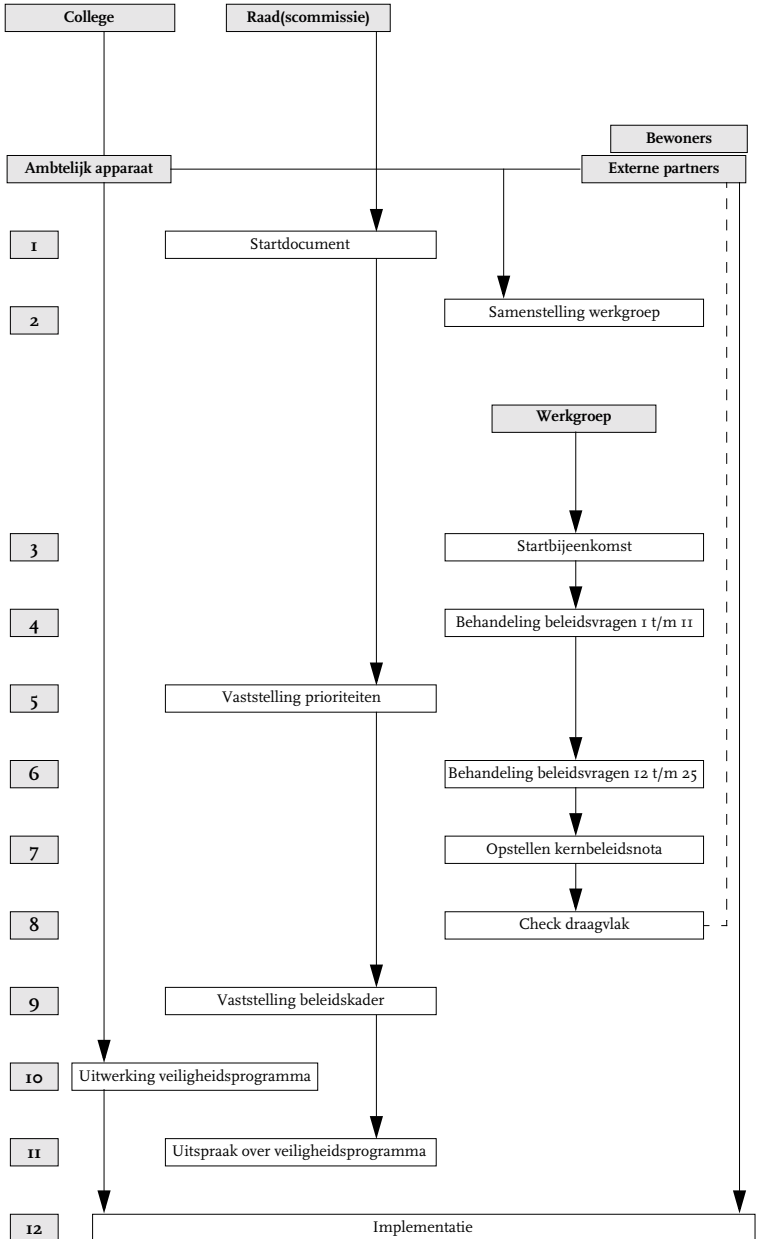 College
Raad(scommissie)
Bewoners
Ambtelijk apparaat
Externe partners
1
Startdocument
2
Samenstelling werkgroep
Werkgroep
3
Startbijeenkomst
4
Behandeling beleidsvragen 1 t/m 11
5
Vaststelling prioriteiten
6
Behandeling beleidsvragen 12 t/m 25
7
Opstellen kernbeleidsnota
8
Check draagvlak
9
Vaststelling beleidskader
10
Uitwerking veiligheidsprogramma
11
Uitspraak over veiligheidsprogramma
12
Implementatie